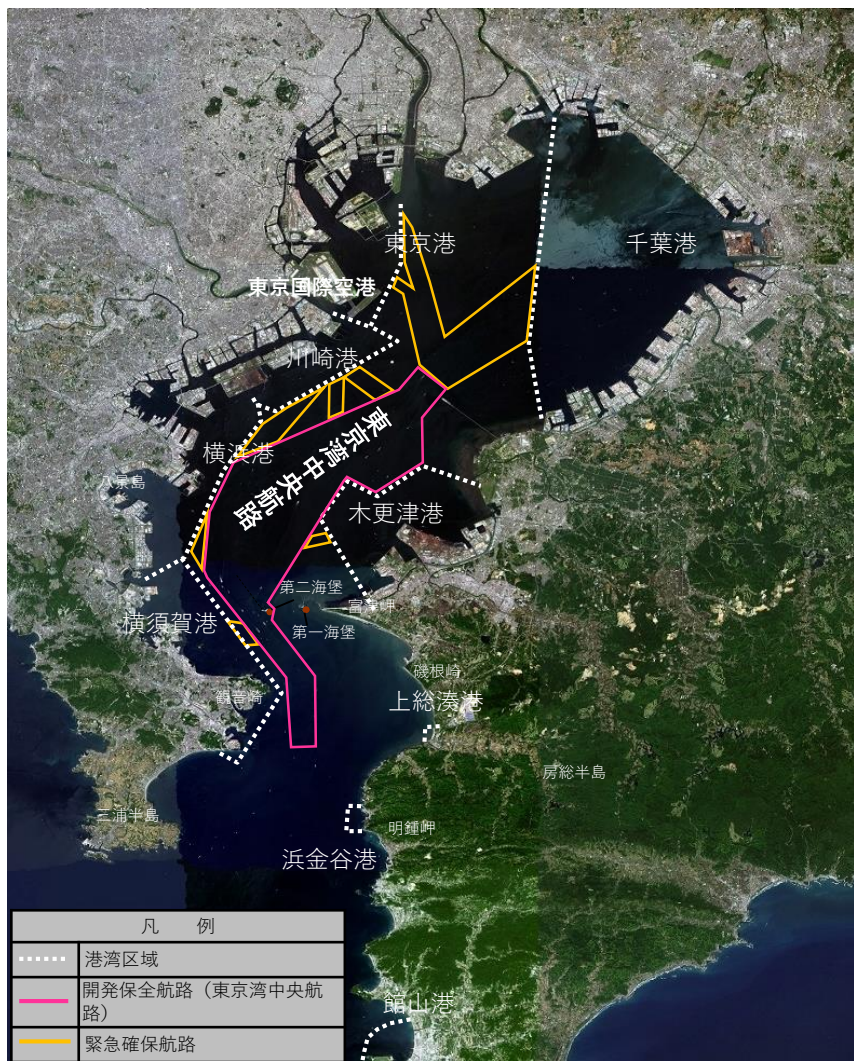 東京港
千葉港
東京国際空港
川崎港
東京湾中央航路
横浜港
八景島
木更津港
第二海堡
富津岬
第一海堡
横須賀港
磯根崎
観音崎
上総湊港
房総半島
三浦半島
明鐘岬
浜金谷港
館山港
凡 例
港湾区域
開発保全航路（東京湾中央航
路）
緊急確保航路